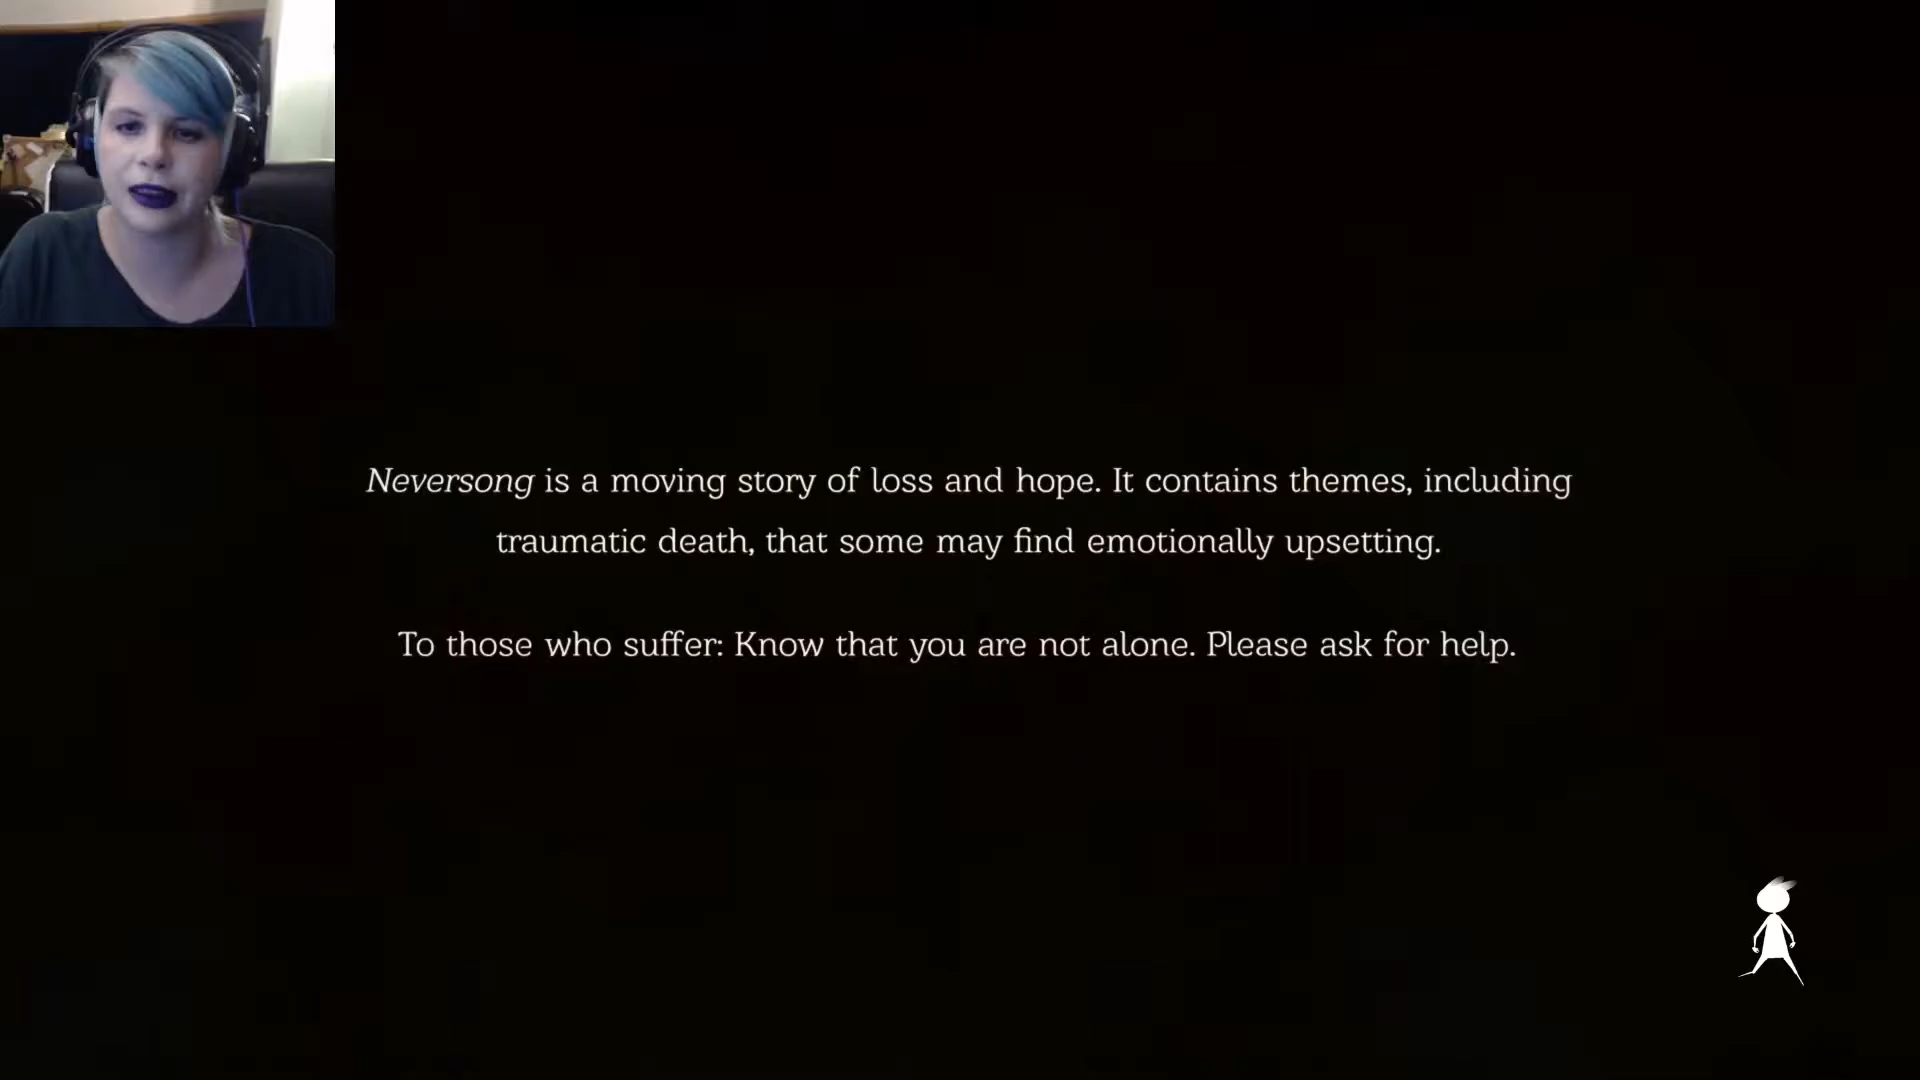 Neversong is a moving story of loss and hope. It contains themes, including
traumatic death, that some may find emotionally upsetting.
To those who suffer: Know that you are not alone. Please ask for help.